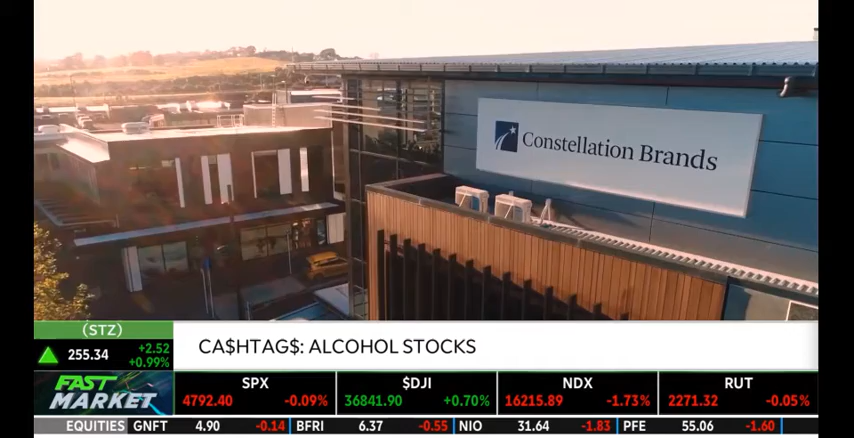 Constellation Brands
(STZ)
255.34 +2.52
+0.99%
CA$HTAG$: ALCOHOL STOCKS
FAST
MARKET
SPX
4792.40 -0.09%
$DJI
36841.90 +0.70%
NDX
16215.89 -1.73%
RUT
2271.32 -0.05%
EQUITIES GNFT 4.90 -0.14 BFRI 6.37 -0.55 NIO 31.64 -1.83 PFE 55.06 -1.60